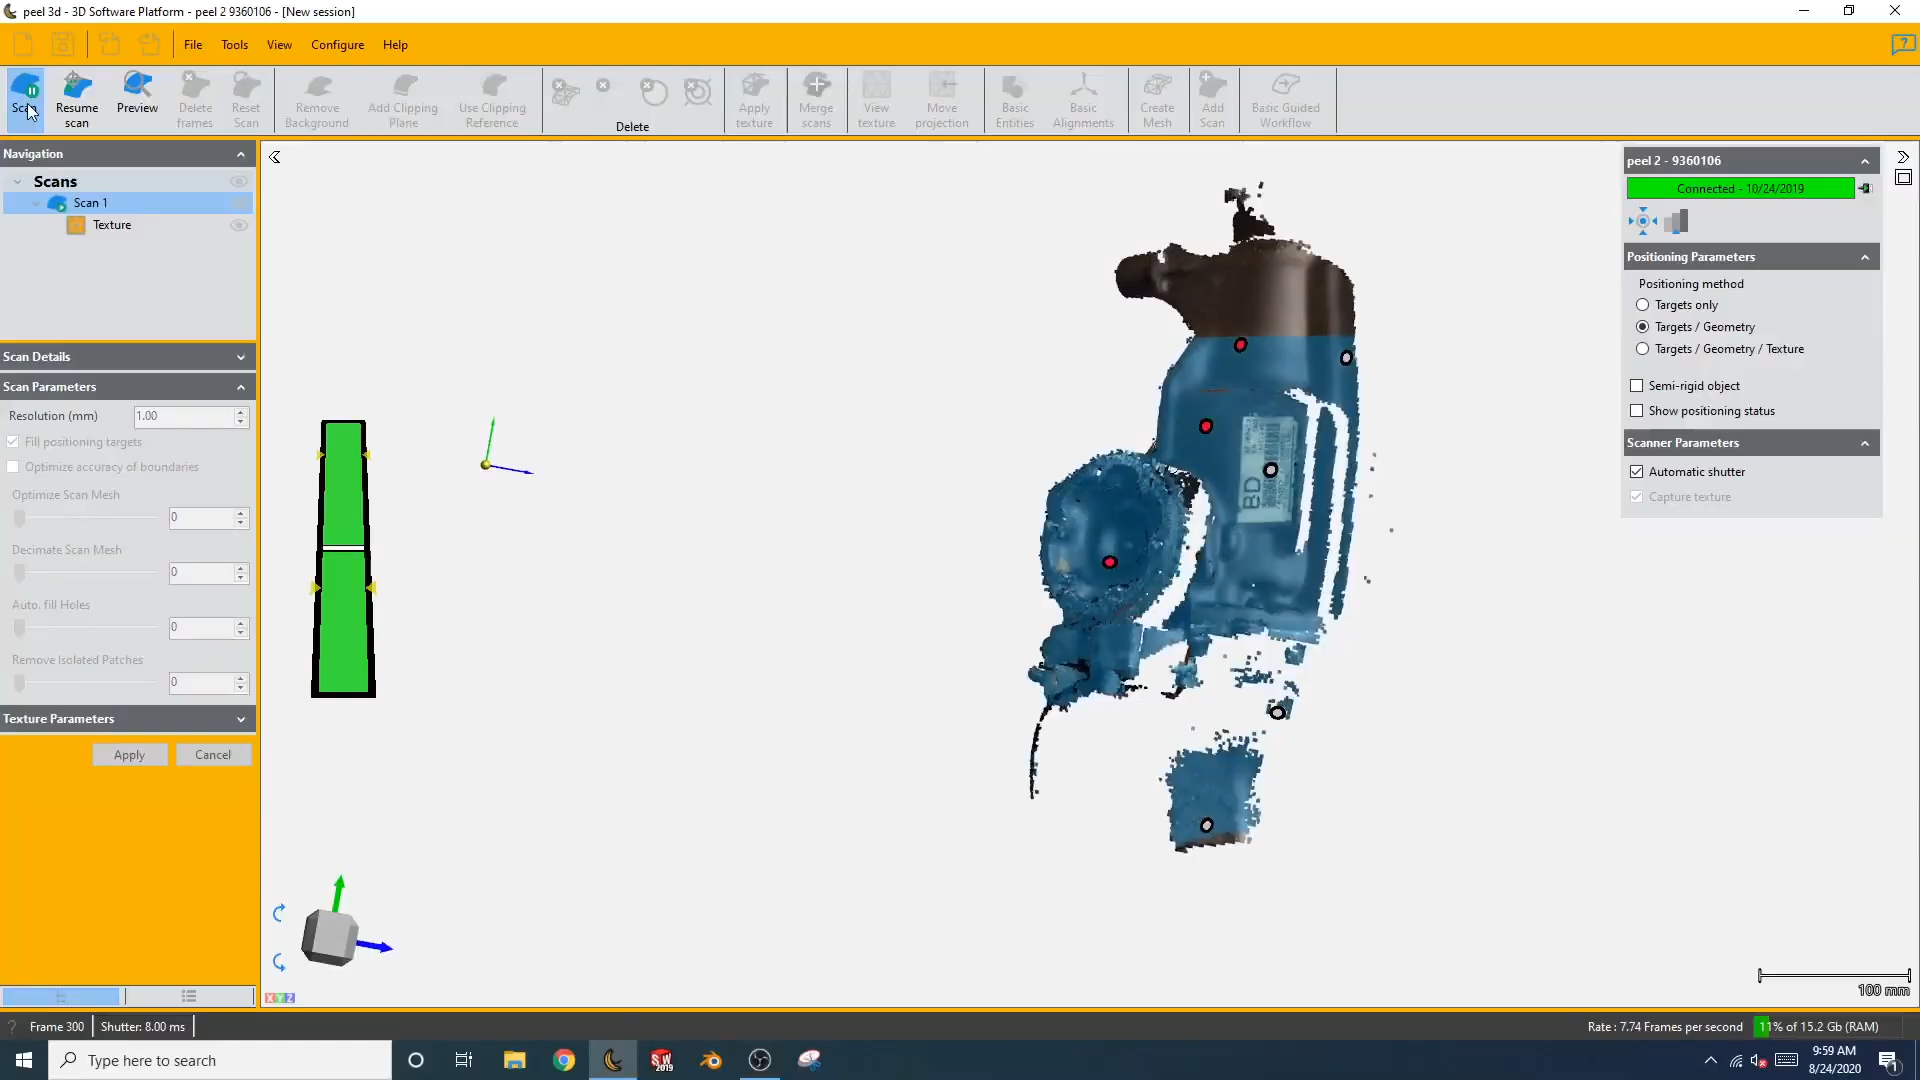 peel 3d - 3D Software Platform - peel 2 9360106 - [New session]
File Tools View Configure Help
Scan
Resume scan
Preview
Delete frames
Reset Scan
Remove Background
Add Clipping Plane
Use Clipping Reference
Delete
Apply texture
Merge scans
View texture
Move projection
Basic Entities
Basic Alignments
Create Mesh
Add Scan
Basic Guided Workflow
Navigation
Scans
Scan 1
Texture
Scan Details
Scan Parameters
Resolution (mm) 1.00
Fill positioning targets
Optimize accuracy of boundaries
Optimize Scan Mesh
0
Decimate Scan Mesh
0
Auto. fill Holes
0
Remove Isolated Patches
0
Texture Parameters
Apply Cancel
BD
XYZ
peel 2 - 9360106
Connected - 10/24/2019
Positioning Parameters
Positioning method
Targets only
Targets / Geometry
Targets / Geometry / Texture
Semi-rigid object
Show positioning status
Scanner Parameters
Automatic shutter
Capture texture
100 mm
? Frame 300 Shutter: 8.00 ms
Rate : 7.74 Frames per second 11% of 15.2 Gb (RAM)
Type here to search
SW
2019
9:59 AM
8/24/2020
1